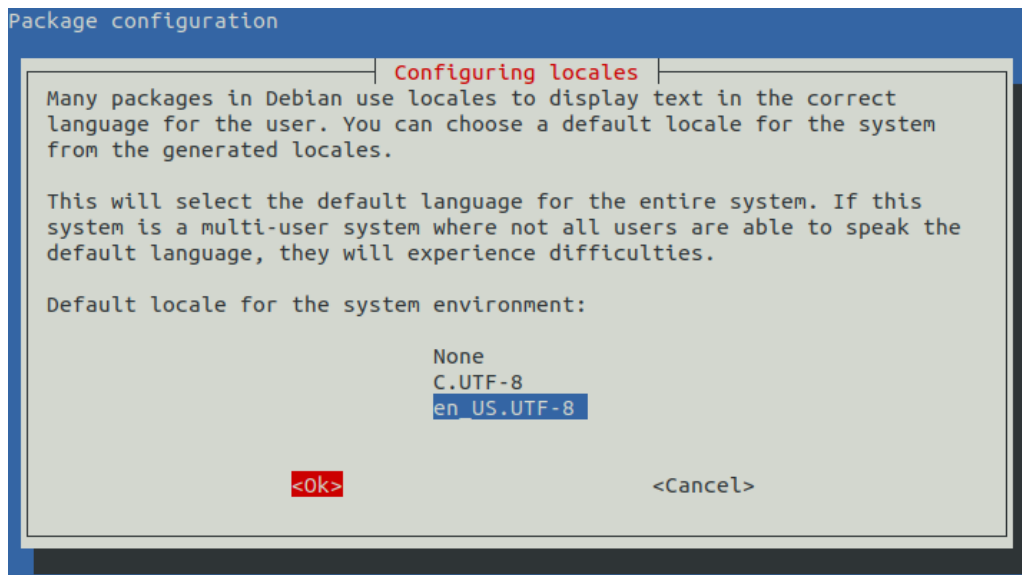 Package configuration
Configuring locales
Many packages in Debian use locales to display text in the correct
language for the user. You can choose a default locale for the system
from the generated locales.
This will select the default language for the entire system. If this
system is a multi-user system where not all users are able to speak the
default language, they will experience difficulties.
Default locale for the system environment:
None
C.UTF-8
en_US.UTF-8
<Ok> <Cancel>